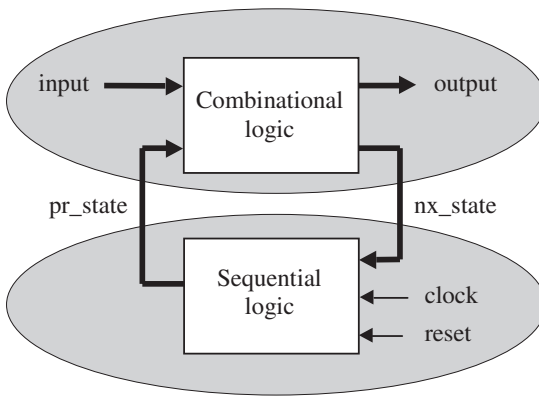 input
Combinational
logic
output
pr_state
nx_state
Sequential
logic
clock
reset